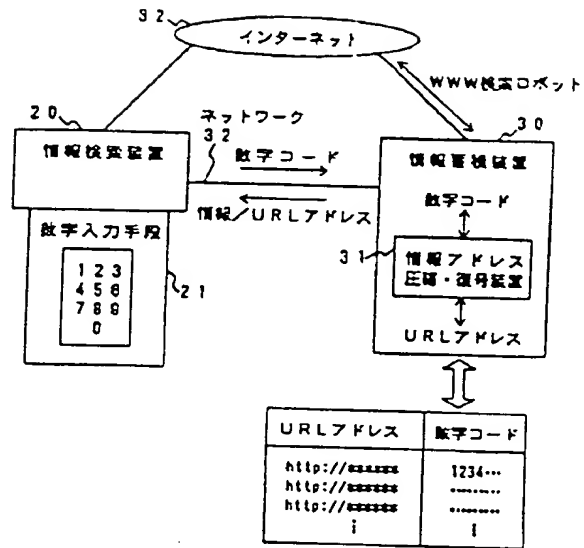 32
インターネット
WWW検索ロボット
20
ネットワーク
32
30
情報検索装置
数字コード
情報蓄積装置
情報/URLアドレス
数字コード
数字入力手段
31
情報アドレス
圧縮・復号装置
1 2 3
4 5 6
7 8 9
0
21
URLアドレス
URLアドレス
数字コード
http://******
1234…
http://******
………
http://******
………
⋮
⋮